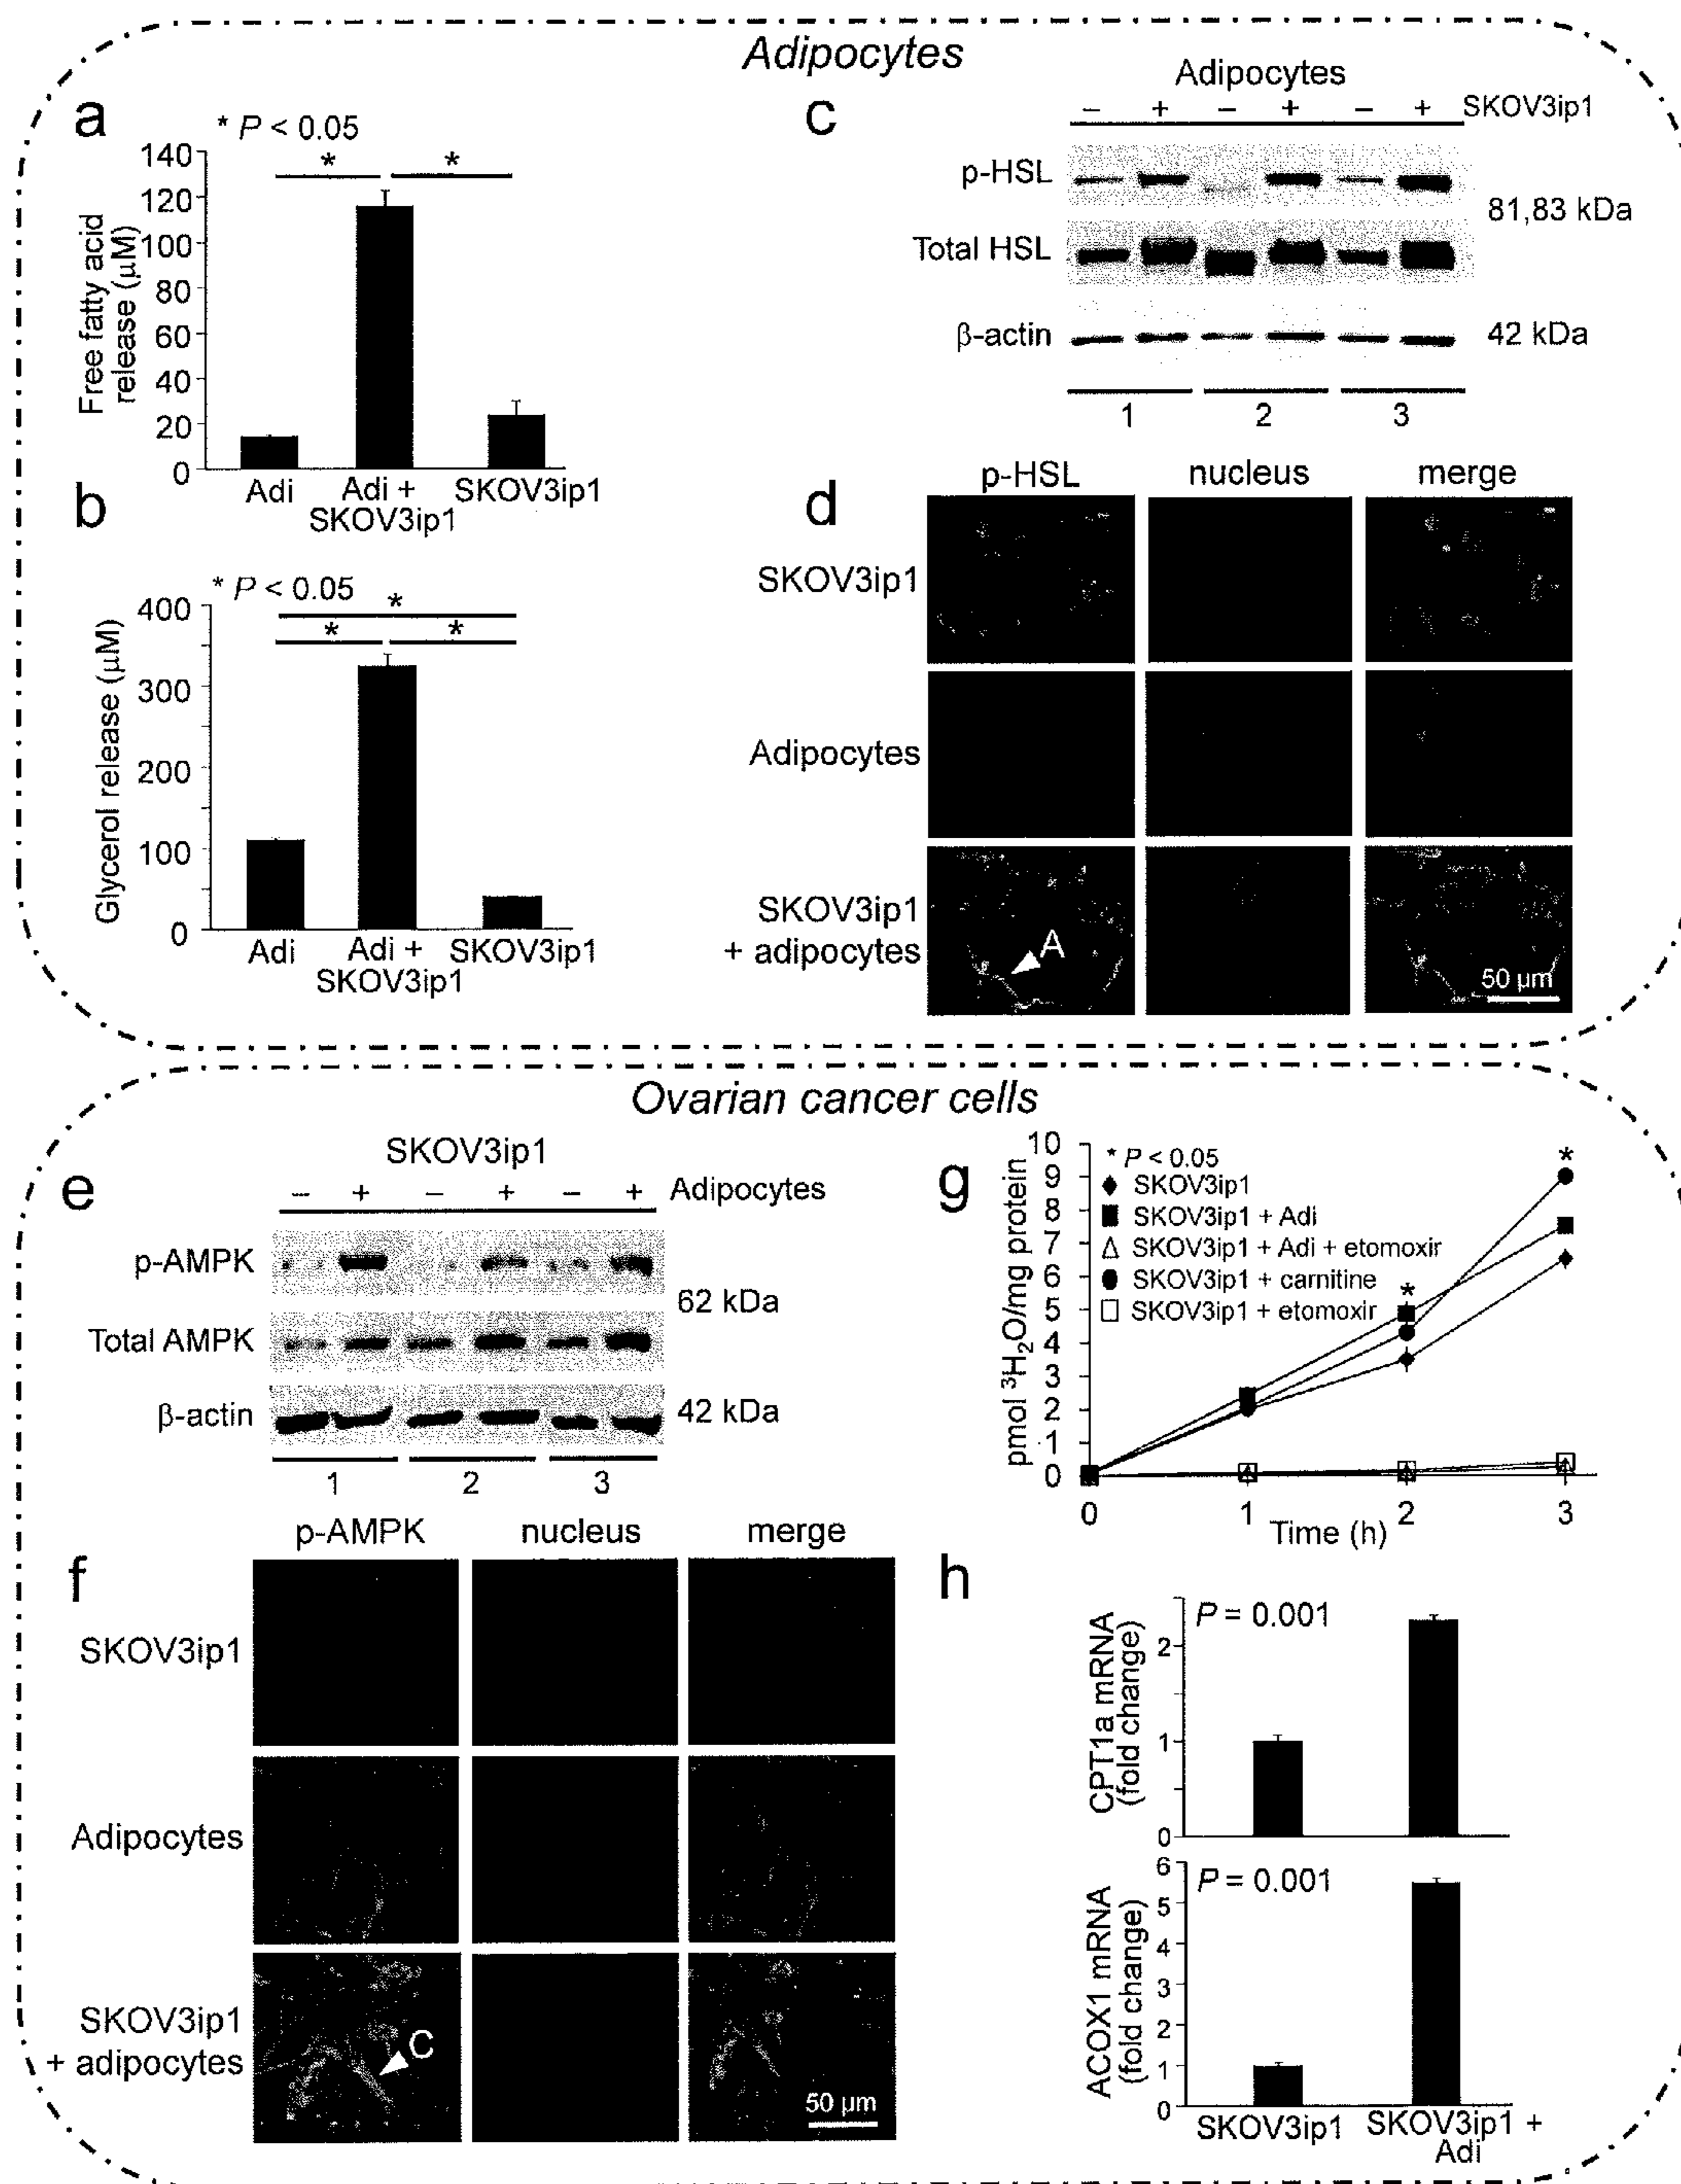 Adipocytes
a
* P < 0.05
*
*
140
120
100
80
60
40
20
0
Free fatty acid
release (μM)
Adi
Adi +
SKOV3ip1
SKOV3ip1
b
* P < 0.05
*
*
*
400
300
200
100
0
Glycerol release (μM)
Adi
Adi +
SKOV3ip1
SKOV3ip1
c
Adipocytes
– + – + – + SKOV3ip1
p-HSL
81,83 kDa
Total HSL
β-actin
42 kDa
1 2 3
d
p-HSL nucleus merge
SKOV3ip1
Adipocytes
SKOV3ip1
+ adipocytes
A
50 μm
Ovarian cancer cells
e
SKOV3ip1
– + – + – + Adipocytes
p-AMPK
62 kDa
Total AMPK
β-actin
42 kDa
1 2 3
f
p-AMPK nucleus merge
SKOV3ip1
Adipocytes
SKOV3ip1
+ adipocytes
C
50 μm
g
pmol ³H₂O/mg protein
10
9
8
7
6
5
4
3
2
1
0
* P < 0.05
SKOV3ip1
SKOV3ip1 + Adi
SKOV3ip1 + Adi + etomoxir
SKOV3ip1 + carnitine
SKOV3ip1 + etomoxir
*
*
0 1 2 3
Time (h)
h
P = 0.001
CPT1a mRNA
(fold change)
2
1
0
P = 0.001
ACOX1 mRNA
(fold change)
6
5
4
3
2
1
0
SKOV3ip1
SKOV3ip1 +
Adi